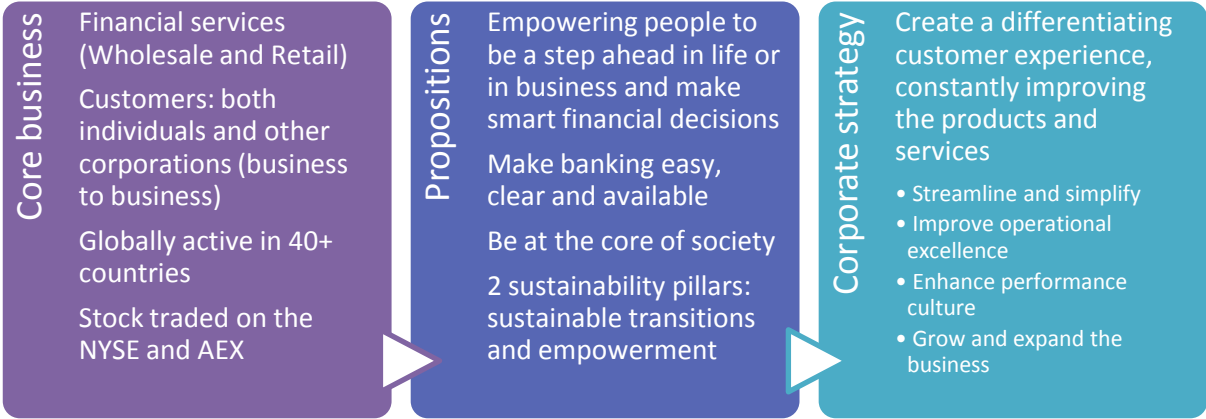 Core business
Financial services
(Wholesale and Retail)
Customers: both
individuals and other
corporations (business
to business)
Globally active in 40+
countries
Stock traded on the
NYSE and AEX
Propositions
Empowering people to
be a step ahead in life or
in business and make
smart financial decisions
Make banking easy,
clear and available
Be at the core of society
2 sustainability pillars:
sustainable transitions
and empowerment
Corporate strategy
Create a differentiating
customer experience,
constantly improving
the products and
services
• Streamline and simplify
• Improve operational
excellence
• Enhance performance
culture
• Grow and expand the
business